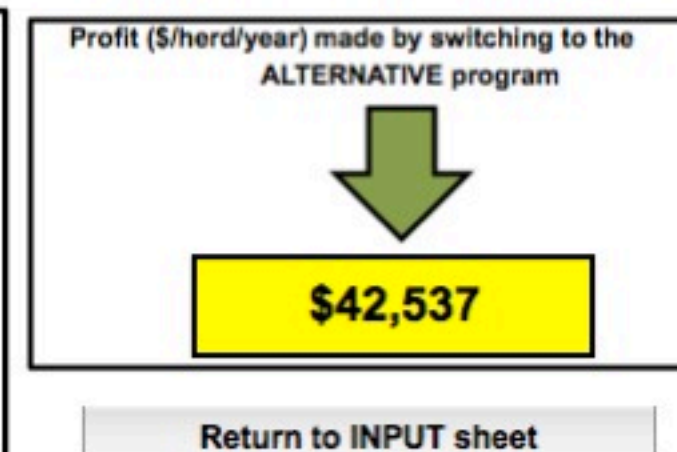 Profit ($/herd/year) made by switching to the
ALTERNATIVE program
$42,537
Return to INPUT sheet